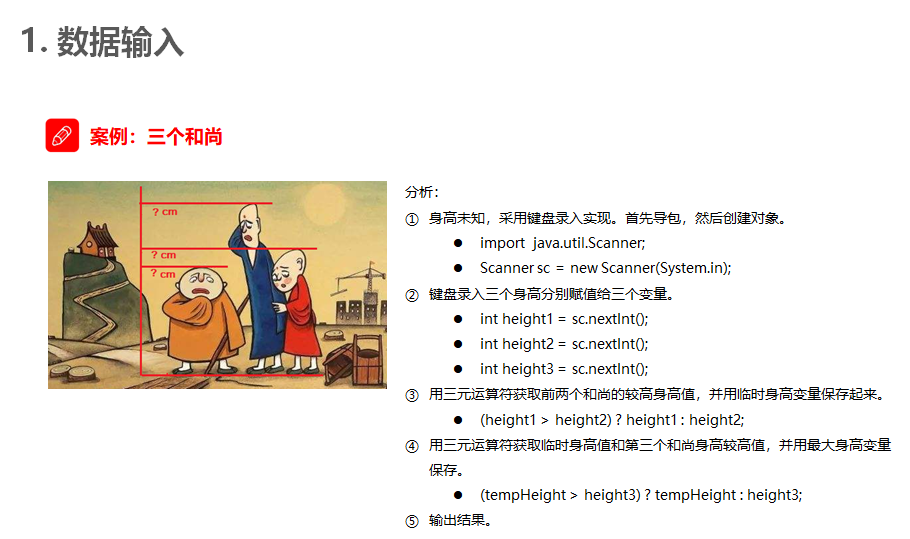 1. 数据输入
案例：三个和尚
? cm
? cm
? cm
分析：
① 身高未知，采用键盘录入实现。首先导包，然后创建对象。
● import java.util.Scanner;
● Scanner sc = new Scanner(System.in);
② 键盘录入三个身高分别赋值给三个变量。
● int height1 = sc.nextInt();
● int height2 = sc.nextInt();
● int height3 = sc.nextInt();
③ 用三元运算符获取前两个和尚的较高身高值，并用临时身高变量保存起来。
● (height1 > height2) ? height1 : height2;
④ 用三元运算符获取临时身高值和第三个和尚身高较高值，并用最大身高变量
保存。
● (tempHeight > height3) ? tempHeight : height3;
⑤ 输出结果。